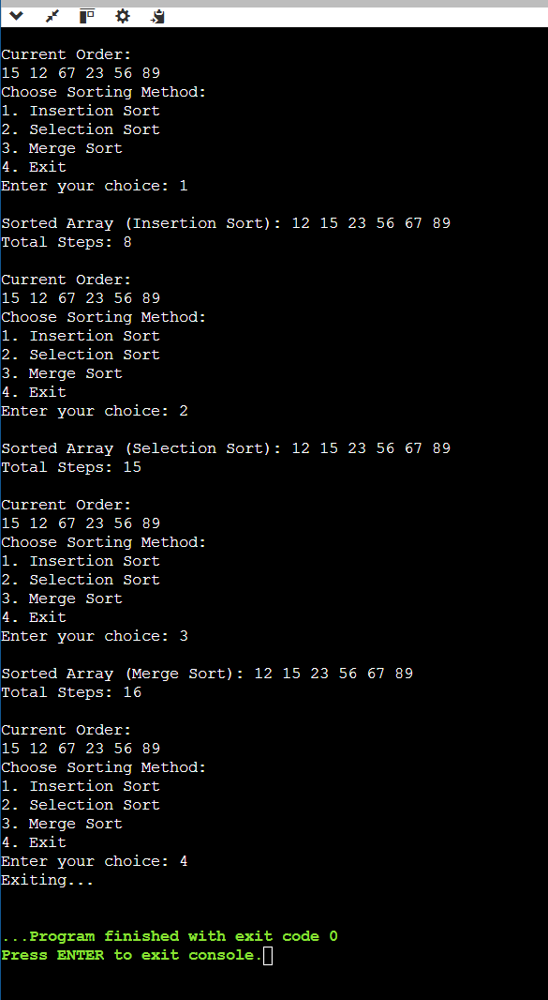 Current Order:
15 12 67 23 56 89
Choose Sorting Method:
1. Insertion Sort
2. Selection Sort
3. Merge Sort
4. Exit
Enter your choice: 1
Sorted Array (Insertion Sort): 12 15 23 56 67 89
Total Steps: 8
Current Order:
15 12 67 23 56 89
Choose Sorting Method:
1. Insertion Sort
2. Selection Sort
3. Merge Sort
4. Exit
Enter your choice: 2
Sorted Array (Selection Sort): 12 15 23 56 67 89
Total Steps: 15
Current Order:
15 12 67 23 56 89
Choose Sorting Method:
1. Insertion Sort
2. Selection Sort
3. Merge Sort
4. Exit
Enter your choice: 3
Sorted Array (Merge Sort): 12 15 23 56 67 89
Total Steps: 16
Current Order:
15 12 67 23 56 89
Choose Sorting Method:
1. Insertion Sort
2. Selection Sort
3. Merge Sort
4. Exit
Enter your choice: 4
Exiting...
...Program finished with exit code 0
Press ENTER to exit console.